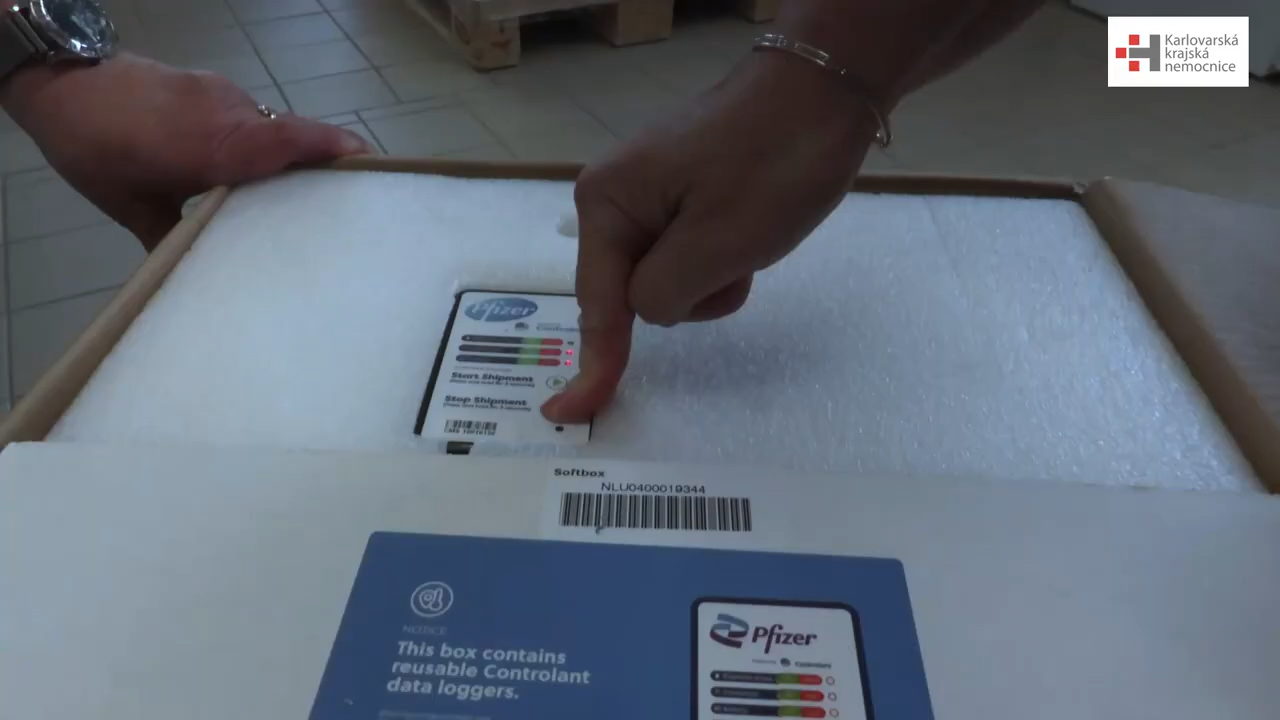 Karlovarská
krajská
nemocnice
Pfizer
Start Shipment
Stop Shipment
Softbox
NLU0400019344
NOTICE
This box contains
reusable Controlant
data loggers.
Pfizer
Controlant